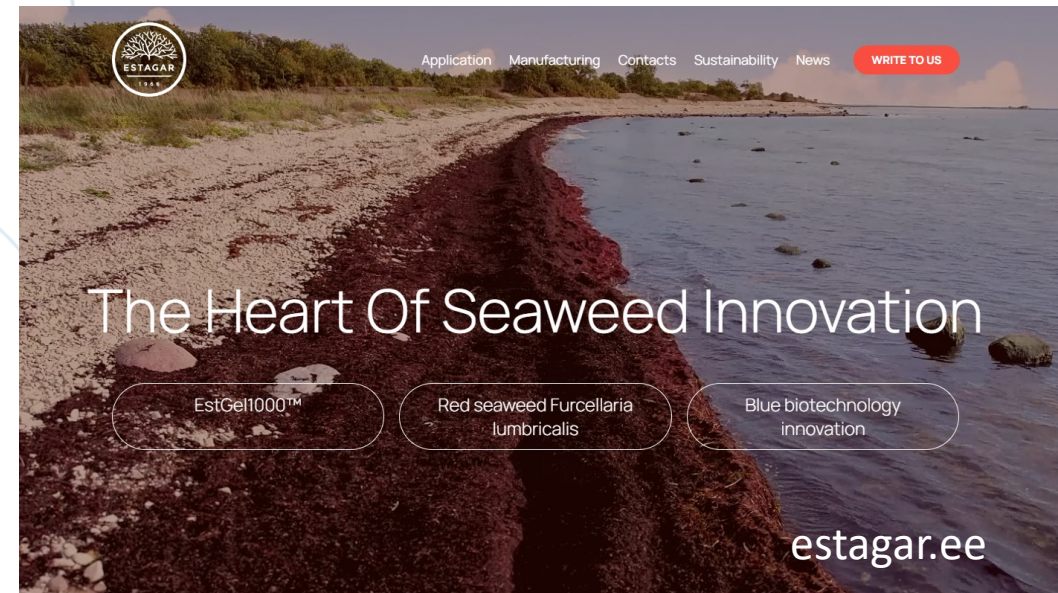 ESTAGAR
1966
Application Manufacturing Contacts Sustainability News WRITE TO US
The Heart Of Seaweed Innovation
EstGel1000™
Red seaweed Furcellaria
lumbricalis
Blue biotechnology
innovation
estagar.ee